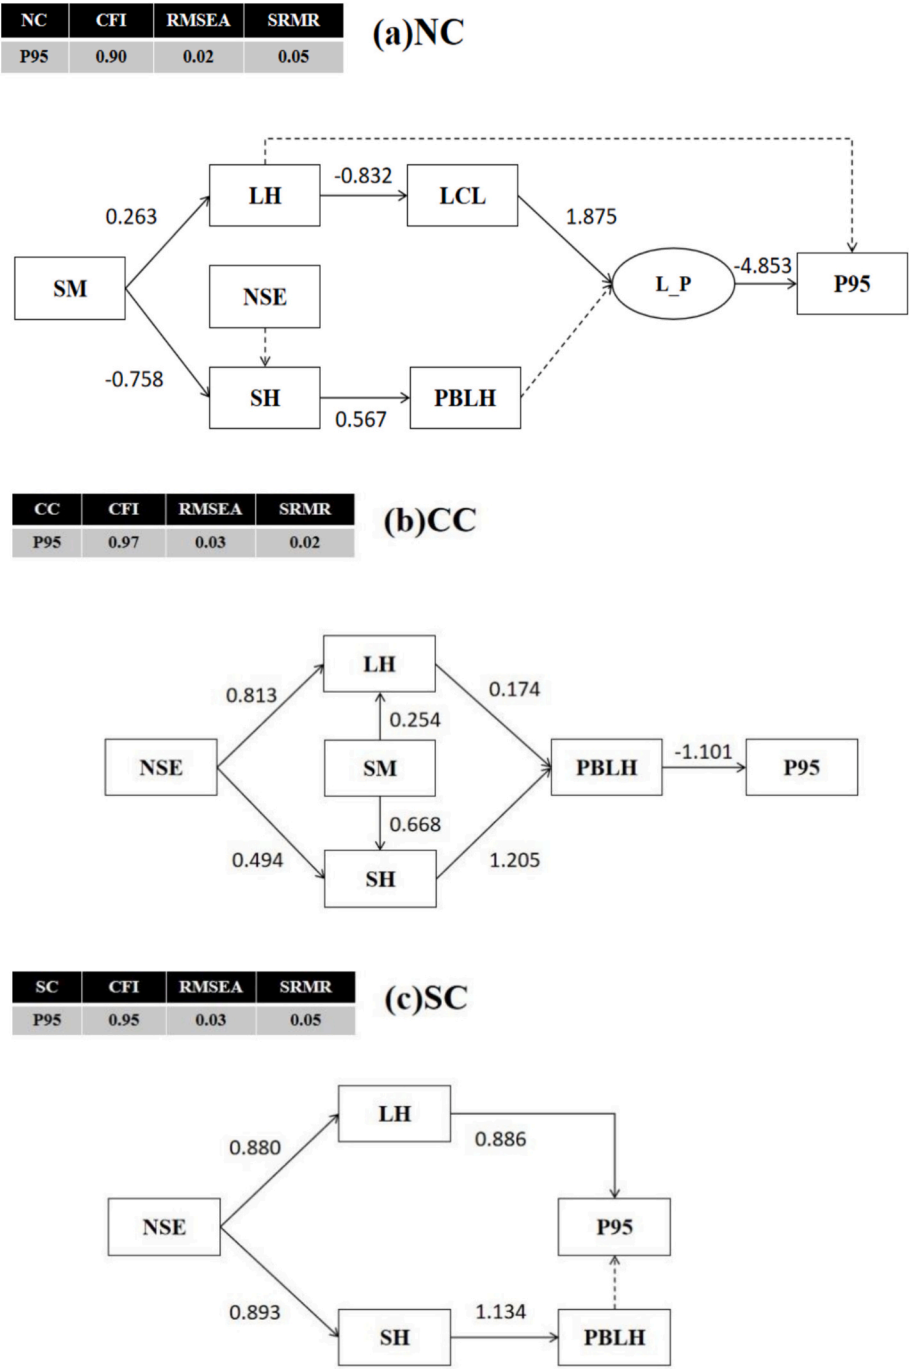 NC CFI RMSEA SRMR
P95 0.90 0.02 0.05
(a)NC
LH
-0.832
LCL
0.263
1.875
SM
NSE
L_P
-4.853
P95
-0.758
SH
0.567
PBLH
CC CFI RMSEA SRMR
P95 0.97 0.03 0.02
(b)CC
LH
0.813
0.174
0.254
NSE
SM
PBLH
-1.101
P95
0.668
0.494
1.205
SH
SC CFI RMSEA SRMR
P95 0.95 0.03 0.05
(c)SC
LH
0.880
0.886
NSE
P95
0.893
SH
1.134
PBLH